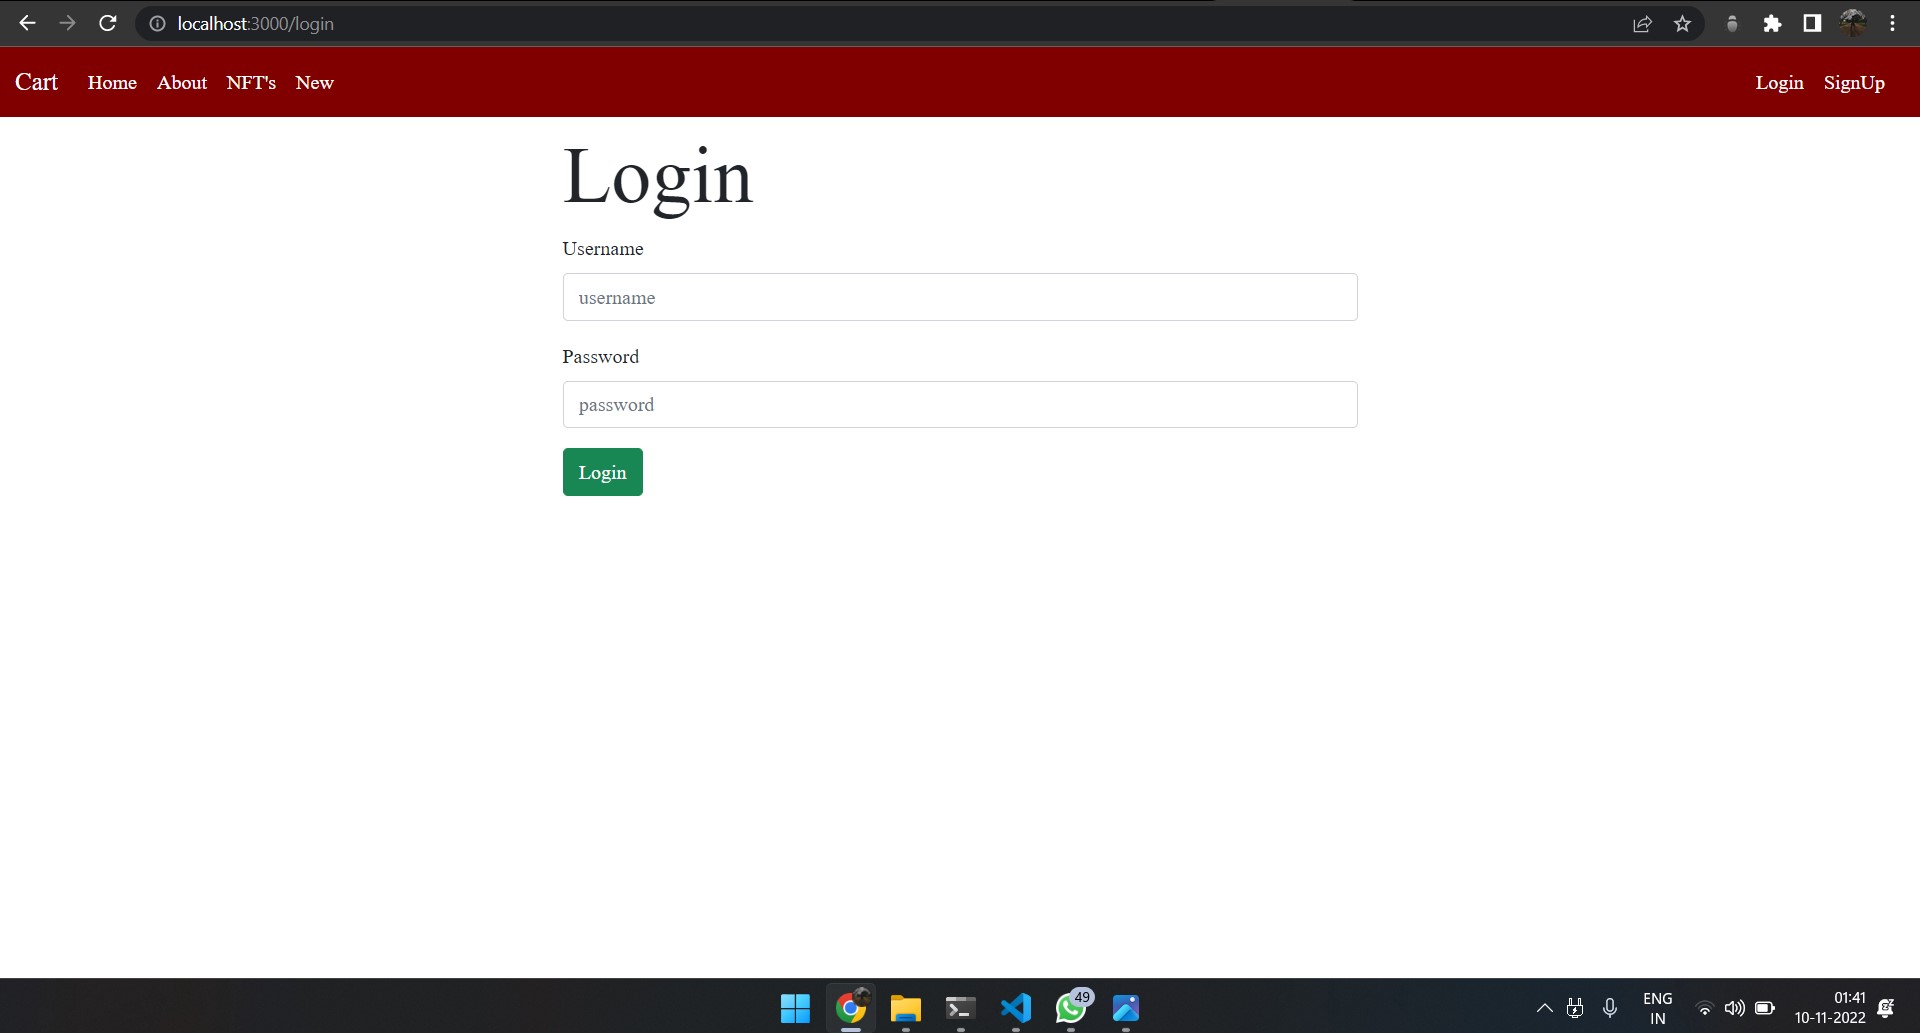 localhost:3000/login
Cart Home About NFT's New Login SignUp
Login
Username
username
Password
password
Login
49
ENG
IN
01:41
10-11-2022